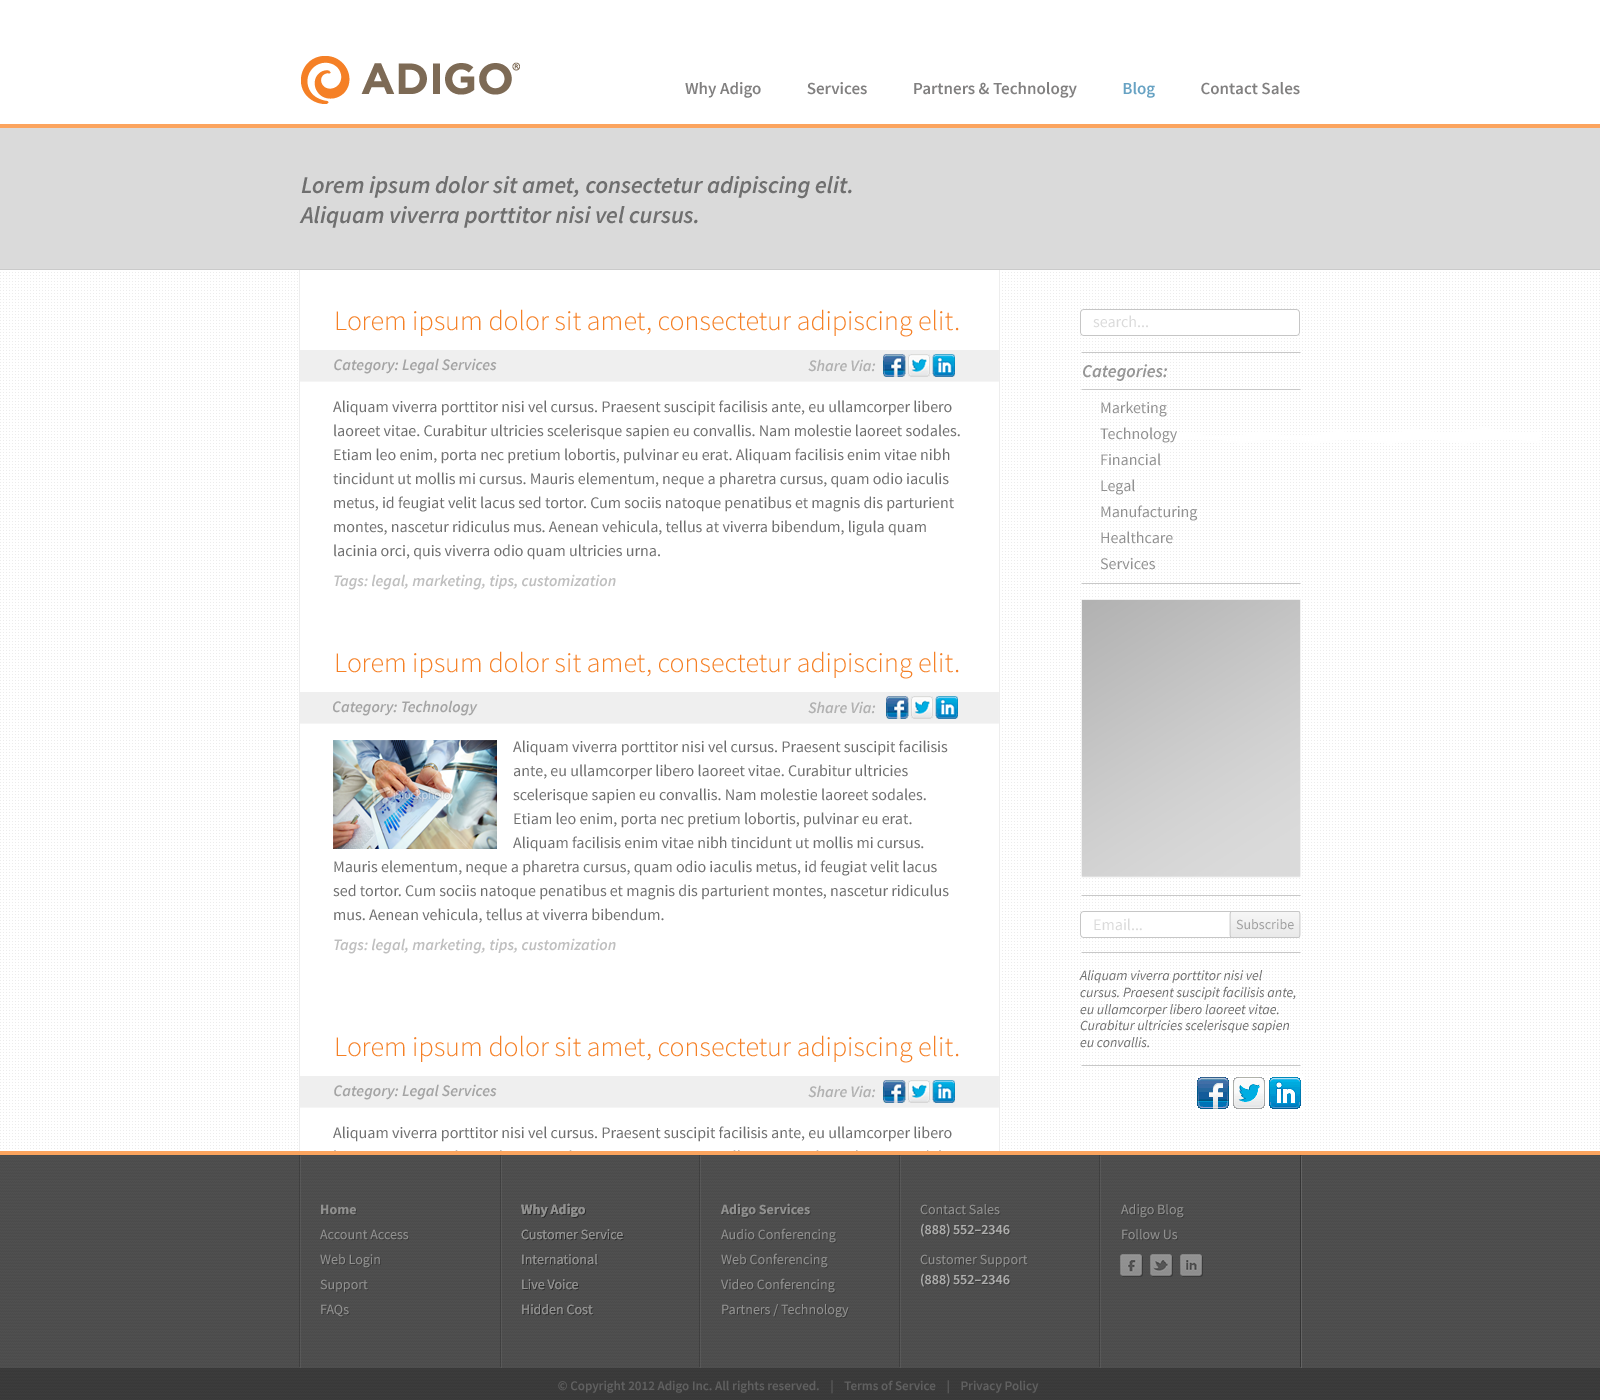 ADIGO®
Why Adigo
Services
Partners & Technology
Blog
Contact Sales
Lorem ipsum dolor sit amet, consectetur adipiscing elit.
Aliquam viverra porttitor nisi vel cursus.
Lorem ipsum dolor sit amet, consectetur adipiscing elit.
Category: Legal Services
Share Via:
Aliquam viverra porttitor nisi vel cursus. Praesent suscipit facilisis ante, eu ullamcorper libero
laoreet vitae. Curabitur ultricies scelerisque sapien eu convallis. Nam molestie laoreet sodales.
Etiam leo enim, porta nec pretium lobortis, pulvinar eu erat. Aliquam facilisis enim vitae nibh
tincidunt ut mollis mi cursus. Mauris elementum, neque a pharetra cursus, quam odio iaculis
metus, id feugiat velit lacus sed tortor. Cum sociis natoque penatibus et magnis dis parturient
montes, nascetur ridiculus mus. Aenean vehicula, tellus at viverra bibendum, ligula quam
lacinia orci, quis viverra odio quam ultricies urna.
Tags: legal, marketing, tips, customization
Lorem ipsum dolor sit amet, consectetur adipiscing elit.
Category: Technology
Share Via:
Aliquam viverra porttitor nisi vel cursus. Praesent suscipit facilisis
ante, eu ullamcorper libero laoreet vitae. Curabitur ultricies
scelerisque sapien eu convallis. Nam molestie laoreet sodales.
Etiam leo enim, porta nec pretium lobortis, pulvinar eu erat.
Aliquam facilisis enim vitae nibh tincidunt ut mollis mi cursus.
Mauris elementum, neque a pharetra cursus, quam odio iaculis metus, id feugiat velit lacus
sed tortor. Cum sociis natoque penatibus et magnis dis parturient montes, nascetur ridiculus
mus. Aenean vehicula, tellus at viverra bibendum.
Tags: legal, marketing, tips, customization
Lorem ipsum dolor sit amet, consectetur adipiscing elit.
Category: Legal Services
Share Via:
Aliquam viverra porttitor nisi vel cursus. Praesent suscipit facilisis ante, eu ullamcorper libero
search...
Categories:
Marketing
Technology
Financial
Legal
Manufacturing
Healthcare
Services
Email...
Subscribe
Aliquam viverra porttitor nisi vel
cursus. Praesent suscipit facilisis ante,
eu ullamcorper libero laoreet vitae.
Curabitur ultricies scelerisque sapien
eu convallis.
Home
Account Access
Web Login
Support
FAQs
Why Adigo
Customer Service
International
Live Voice
Hidden Cost
Adigo Services
Audio Conferencing
Web Conferencing
Video Conferencing
Partners / Technology
Contact Sales
(888) 552–2346
Customer Support
(888) 552–2346
Adigo Blog
Follow Us
© Copyright 2012 Adigo Inc. All rights reserved. | Terms of Service | Privacy Policy